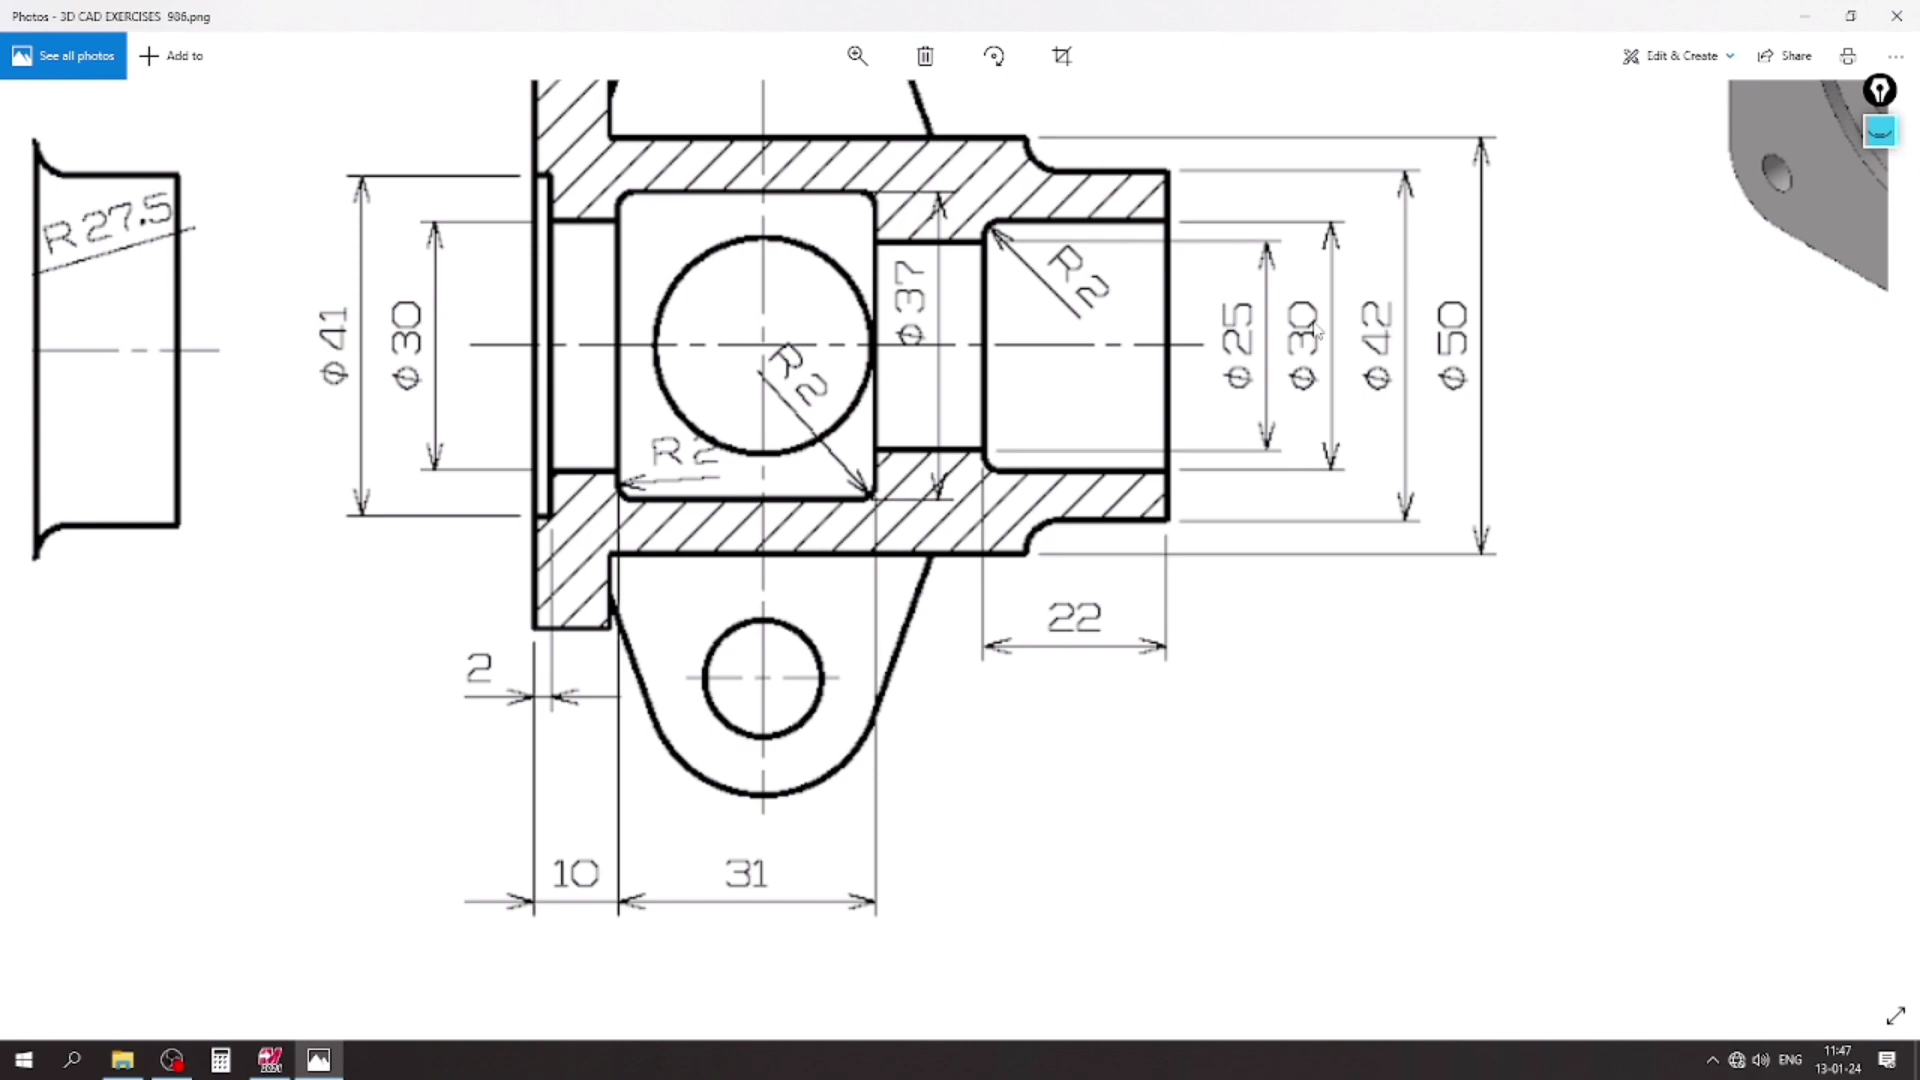 Photos - 3D CAD EXERCISES 986.png
See all photos
Add to
Edit & Create
Share
R27.5
R2
R2
R2
Φ41
Φ30
Φ37
Φ25
Φ30
Φ42
Φ50
22
2
10
31
ENG
11:47
13-01-24